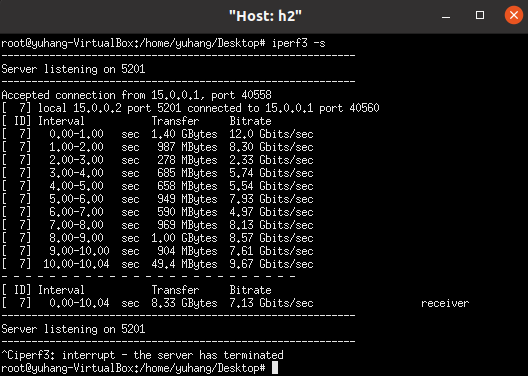 "Host: h2"
root@yuhang-VirtualBox:/home/yuhang/Desktop# iperf3 -s
-----------------------------------------------------------
Server listening on 5201
-----------------------------------------------------------
Accepted connection from 15.0.0.1, port 40558
[  7] local 15.0.0.2 port 5201 connected to 15.0.0.1 port 40560
[ ID] Interval           Transfer     Bitrate
[  7]   0.00-1.00   sec  1.40 GBytes  12.0 Gbits/sec
[  7]   1.00-2.00   sec   987 MBytes  8.30 Gbits/sec
[  7]   2.00-3.00   sec   278 MBytes  2.33 Gbits/sec
[  7]   3.00-4.00   sec   685 MBytes  5.74 Gbits/sec
[  7]   4.00-5.00   sec   658 MBytes  5.54 Gbits/sec
[  7]   5.00-6.00   sec   949 MBytes  7.93 Gbits/sec
[  7]   6.00-7.00   sec   590 MBytes  4.97 Gbits/sec
[  7]   7.00-8.00   sec   969 MBytes  8.13 Gbits/sec
[  7]   8.00-9.00   sec  1.00 GBytes  8.57 Gbits/sec
[  7]   9.00-10.00  sec   904 MBytes  7.61 Gbits/sec
[  7]  10.00-10.04  sec  49.4 MBytes  9.67 Gbits/sec
- - - - - - - - - - - - - - - - - - - - - - - - -
[ ID] Interval           Transfer     Bitrate
[  7]   0.00-10.04  sec  8.33 GBytes  7.13 Gbits/sec                  receiver
-----------------------------------------------------------
Server listening on 5201
-----------------------------------------------------------
^Ciperf3: interrupt - the server has terminated
root@yuhang-VirtualBox:/home/yuhang/Desktop#